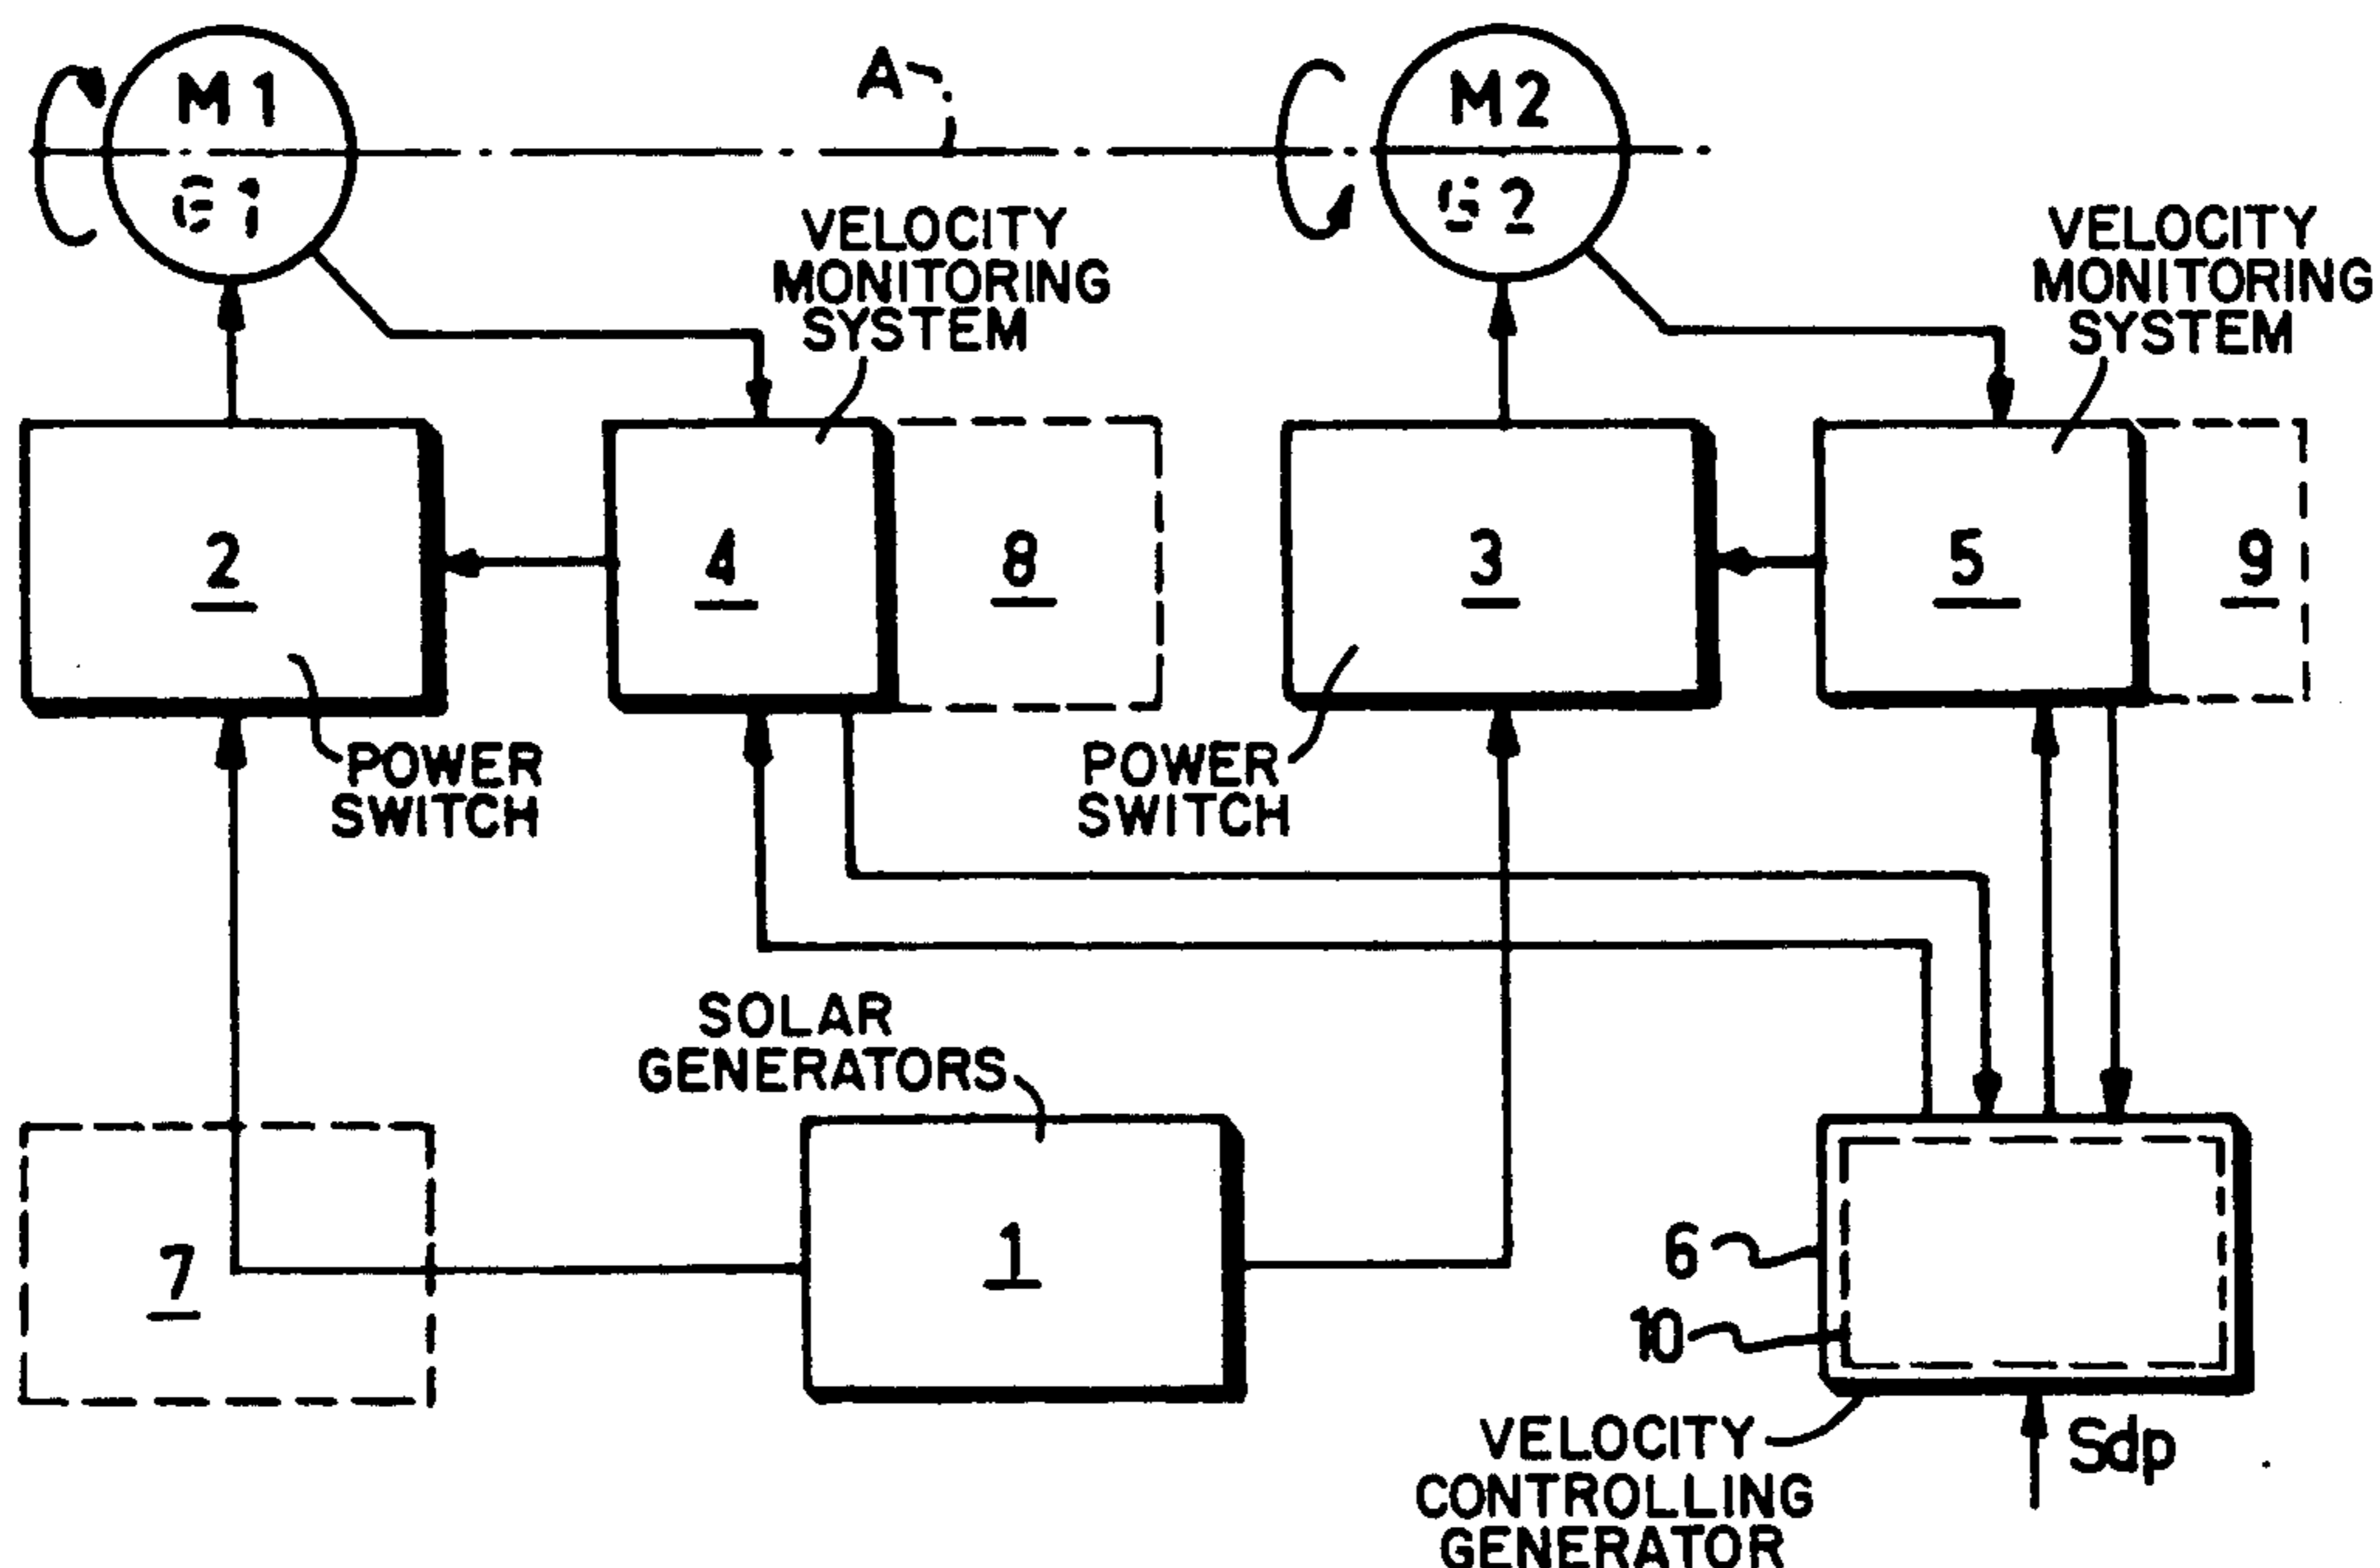 M1
A
M2
G1
G2
VELOCITY
MONITORING
SYSTEM
VELOCITY
MONITORING
SYSTEM
2
4
8
3
5
9
POWER
SWITCH
POWER
SWITCH
SOLAR
GENERATORS
7
1
6
10
VELOCITY
CONTROLLING
GENERATOR
Sdp